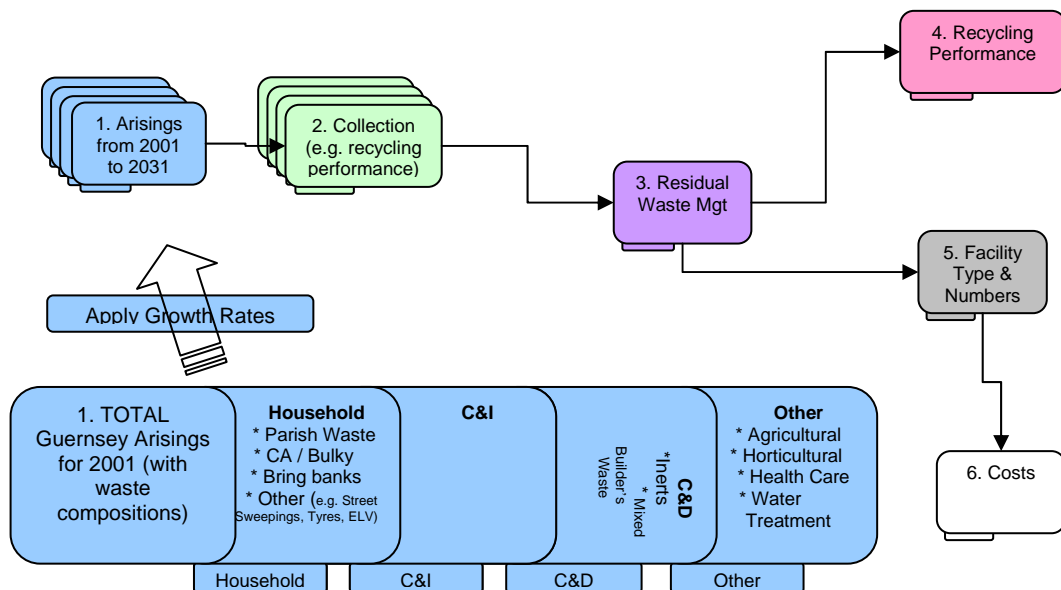 4. Recycling
Performance
1. Arisings
from 2001
to 2031
2. Collection
(e.g. recycling
performance)
3. Residual
Waste Mgt
5. Facility
Type &
Numbers
Apply Growth Rates
6. Costs
1. TOTAL
Guernsey Arisings
for 2001 (with
waste
compositions)
Household
* Parish Waste
* CA / Bulky
* Bring banks
* Other (e.g. Street
Sweepings, Tyres, ELV)
C&I
C&D
*Inerts
* Mixed
Builder's
Waste
Other
* Agricultural
* Horticultural
* Health Care
* Water
Treatment
Household
C&I
C&D
Other